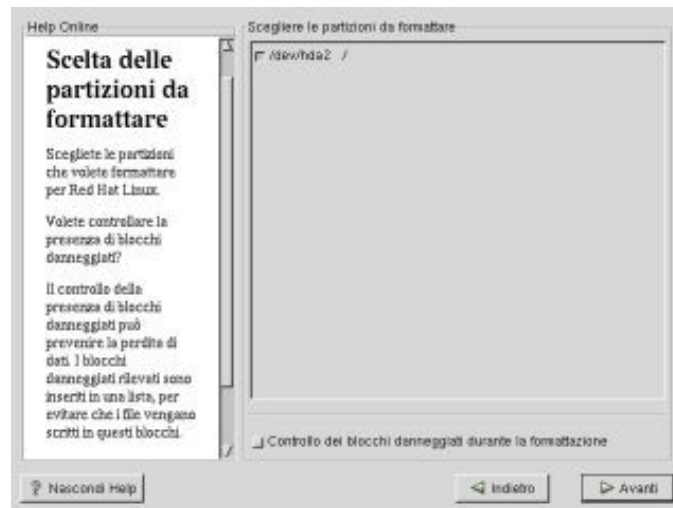 Help Online
Scelta delle
partizioni da
formattare
Scegliete le partizioni
che volete formattare
per Red Hat Linux.
Volete controllare la
presenza di blocchi
danneggiati?
Il controllo della
presenza di blocchi
danneggiati può
prevenire la perdita di
dati. I blocchi
danneggiati rilevati sono
inseriti in una lista, per
evitare che i file vengano
scritti in questi blocchi.
Scegliere le partizioni da formattare
/dev/hda2 /
Controllo dei blocchi danneggiati durante la formattazione
Nascondi Help
Indietro
Avanti